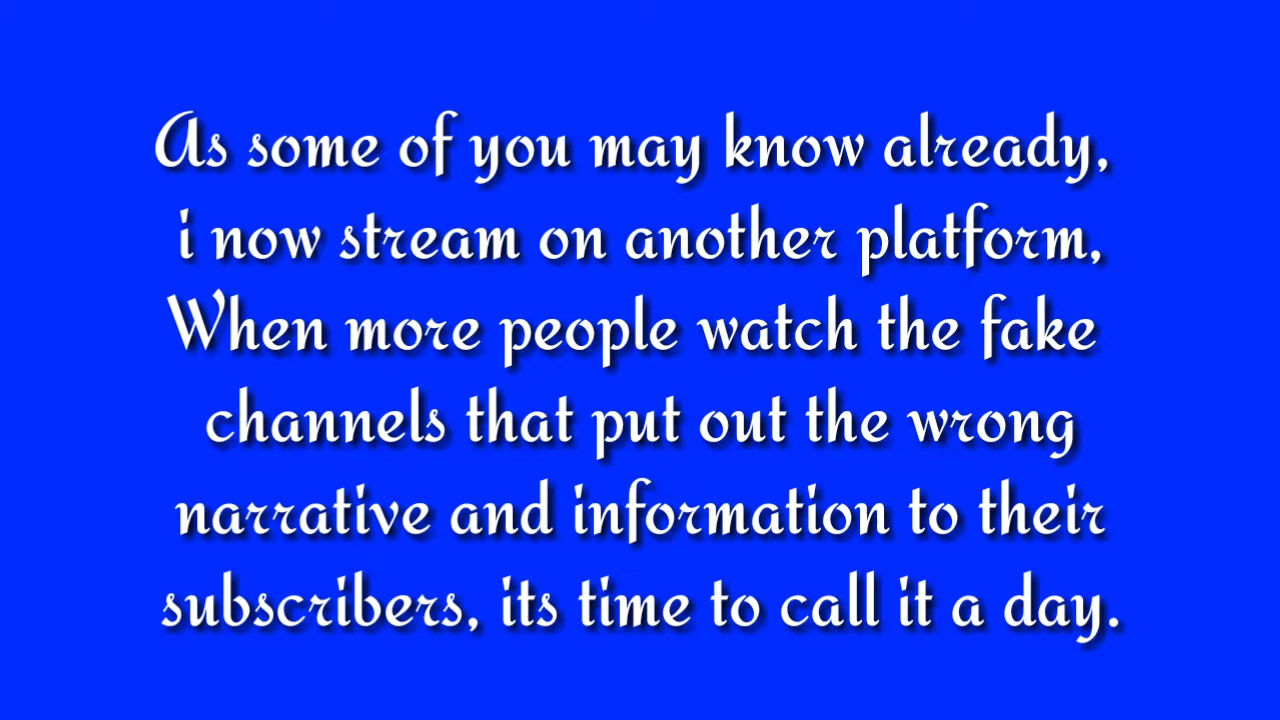 As some of you may know already,
i now stream on another platform,
When more people watch the fake
channels that put out the wrong
narrative and information to their
subscribers, its time to call it a day.